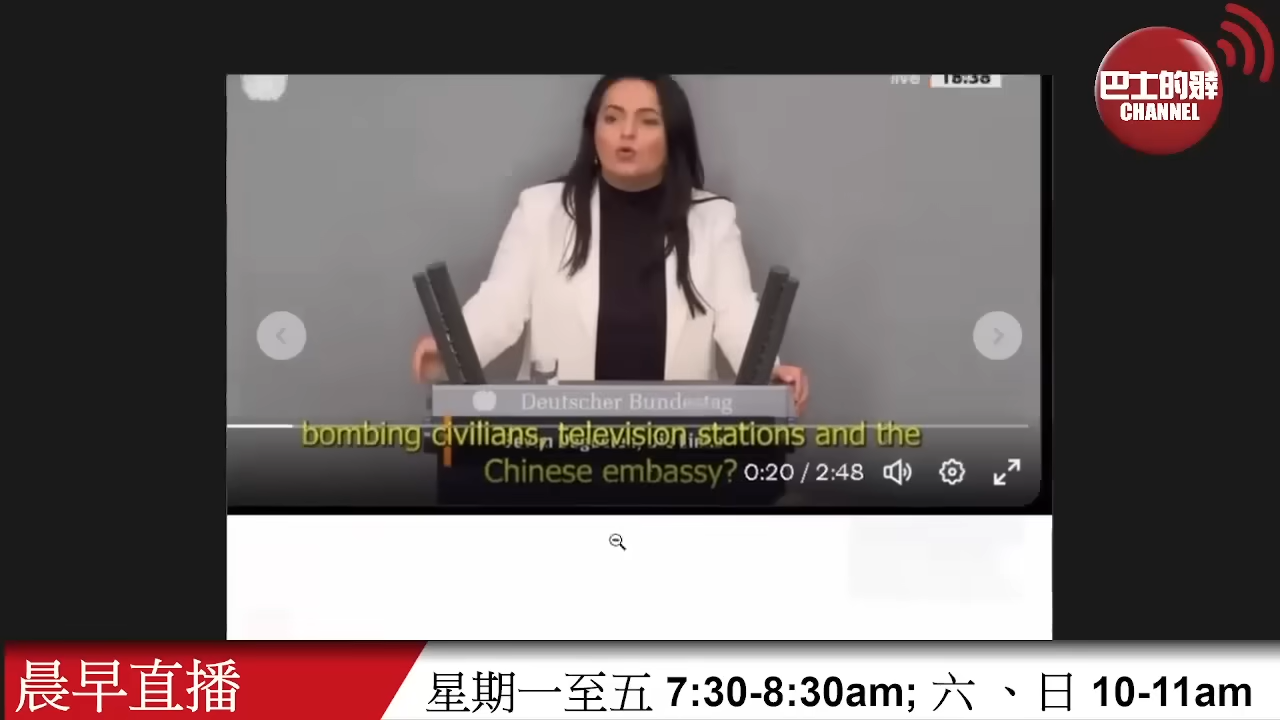 live 16:38
巴士的報
CHANNEL
Deutscher Bundestag
bombing civilians, television stations and the
Chinese embassy?
0:20 / 2:48
晨早直播
星期一至五 7:30-8:30am; 六、日 10-11am